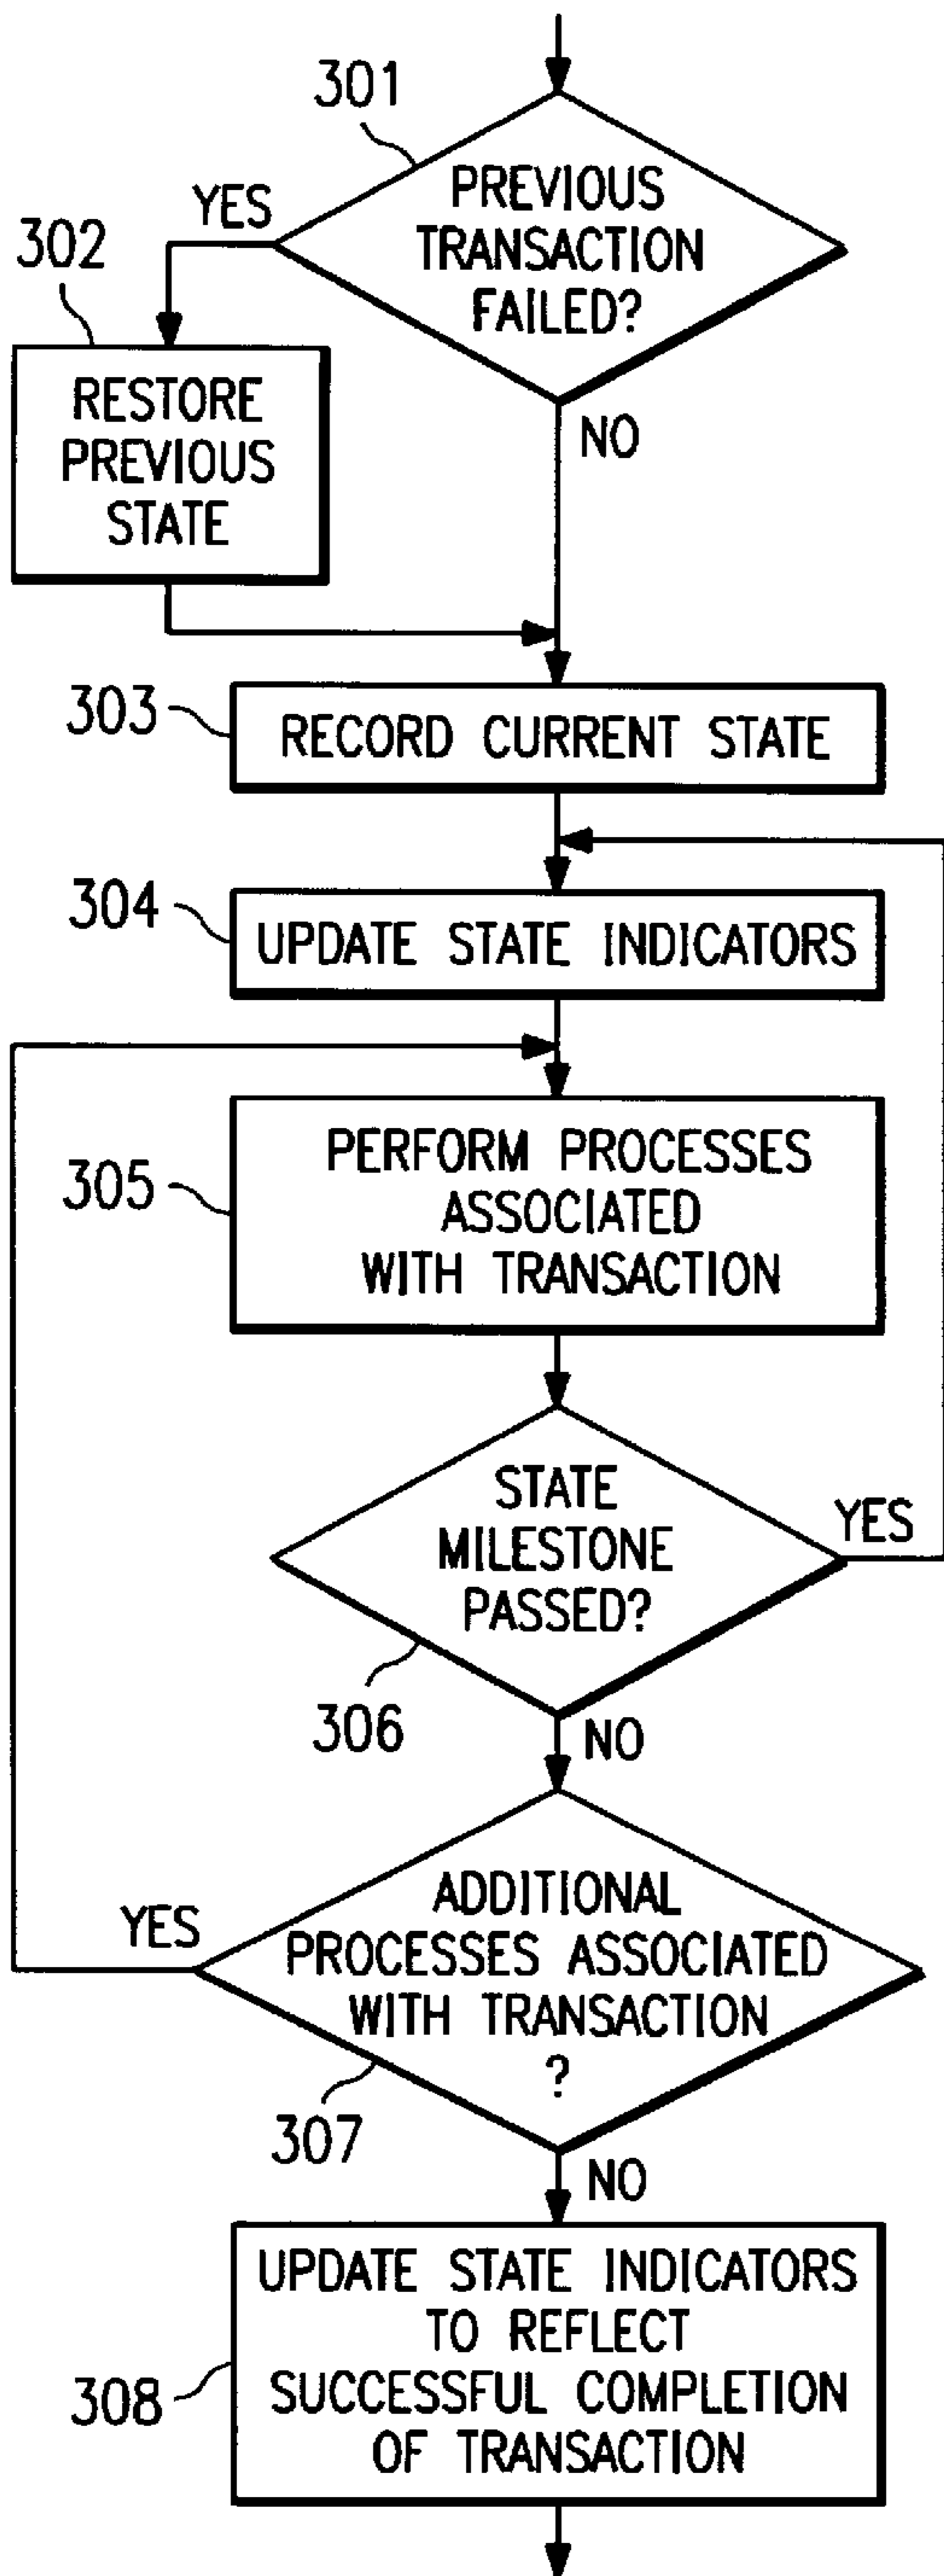 301
PREVIOUS
TRANSACTION
FAILED?
YES
302
RESTORE
PREVIOUS
STATE
NO
303
RECORD CURRENT STATE
304
UPDATE STATE INDICATORS
305
PERFORM PROCESSES
ASSOCIATED
WITH TRANSACTION
STATE
MILESTONE
PASSED?
YES
306
NO
ADDITIONAL
PROCESSES ASSOCIATED
WITH TRANSACTION
?
YES
307
NO
308
UPDATE STATE INDICATORS
TO REFLECT
SUCCESSFUL COMPLETION
OF TRANSACTION